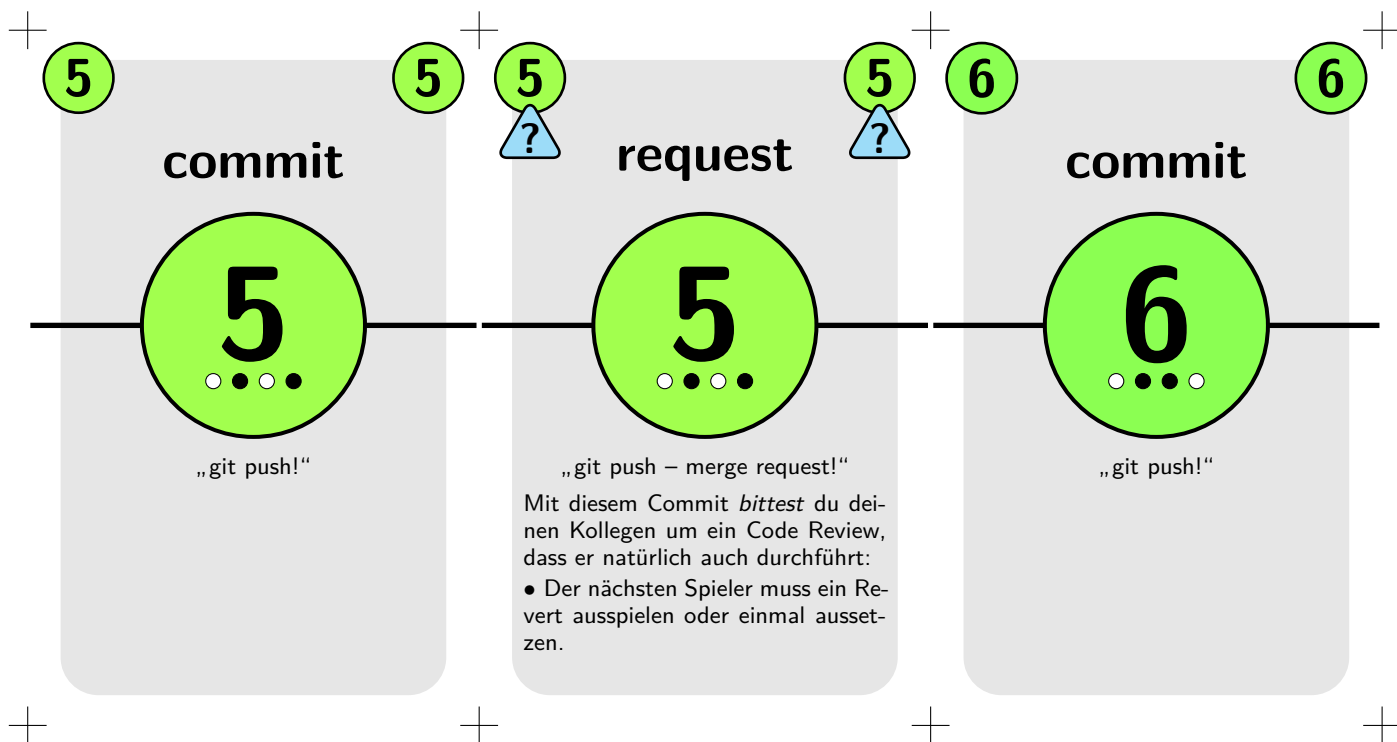 5 5
commit
5
„git push!“
5 5
? ?
request
5
„git push – merge request!“
Mit diesem Commit bittest du dei-
nen Kollegen um ein Code Review,
dass er natürlich auch durchführt:
• Der nächsten Spieler muss ein Re-
vert ausspielen oder einmal ausset-
zen.
6 6
commit
6
„git push!“